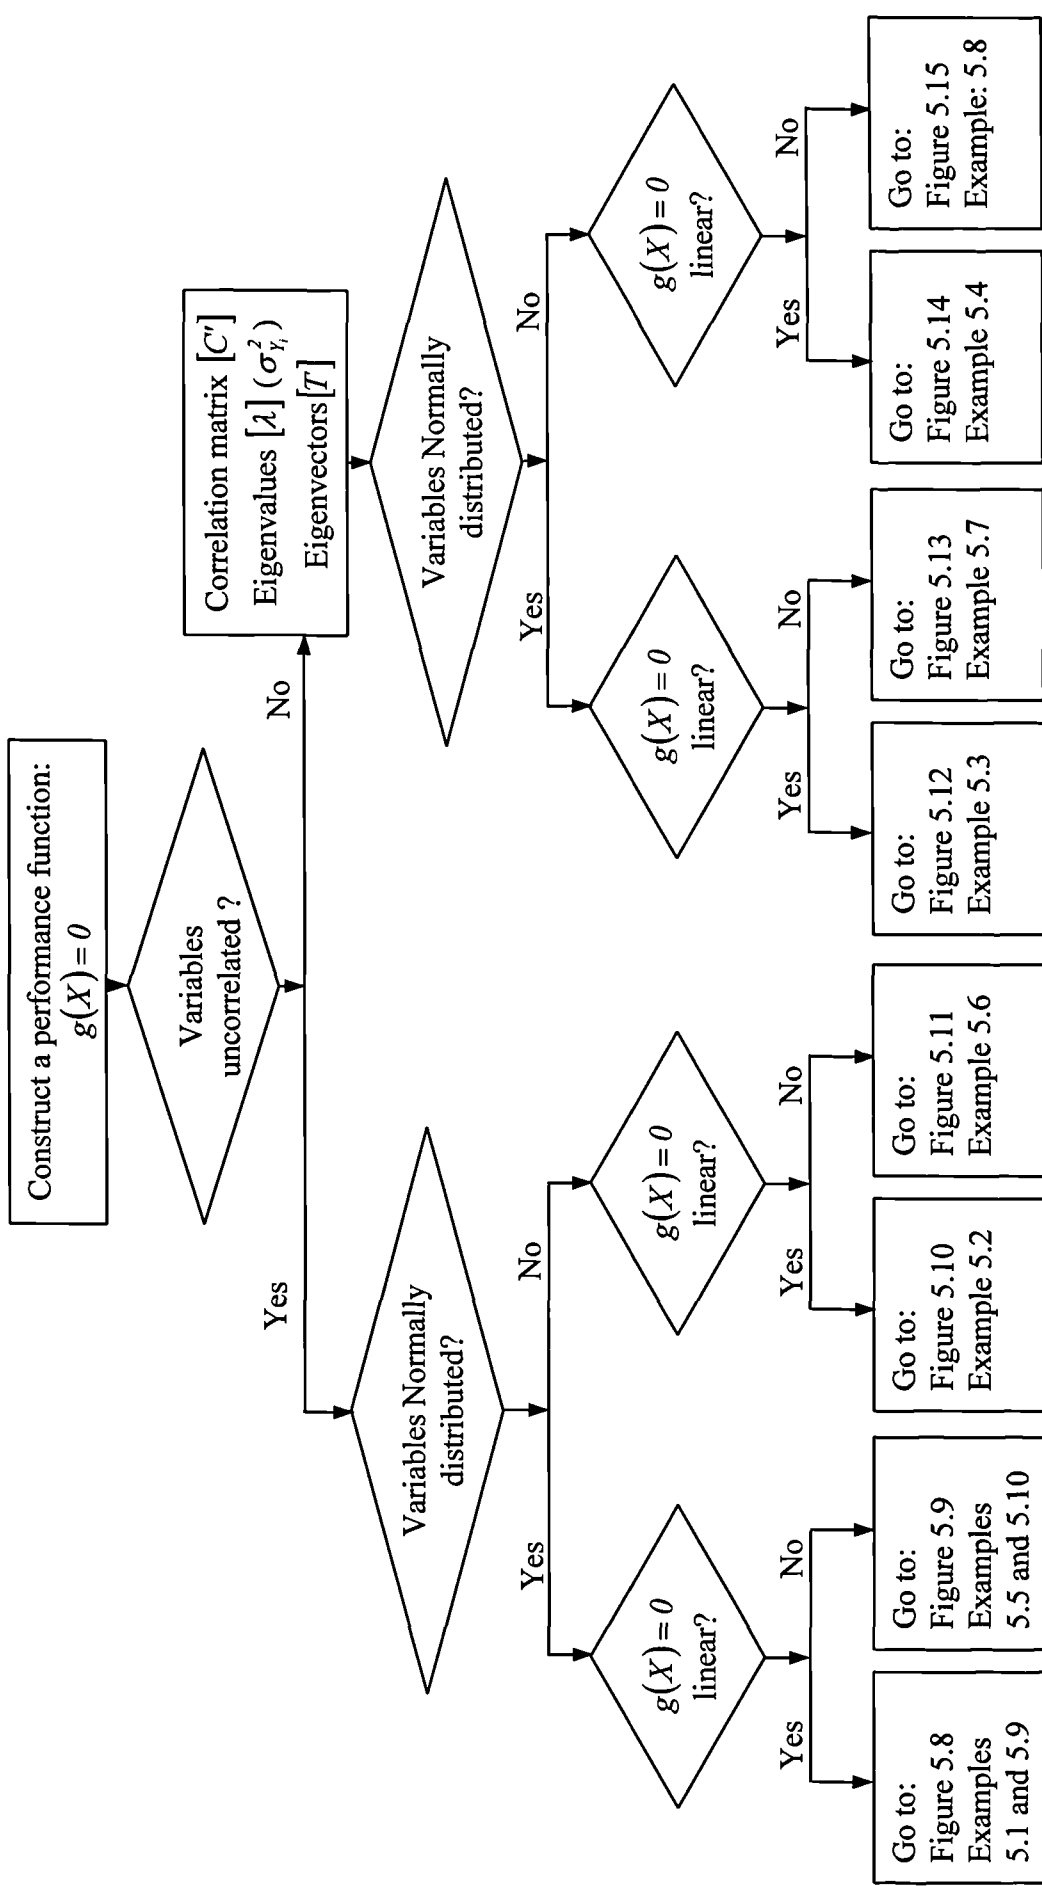 Construct a performance function:
g(X)=0
Variables
uncorrelated ?
Yes
No
Correlation matrix [C′]
Eigenvalues [λ] (σ²_{Y_i})
Eigenvectors[T]
Variables Normally
distributed?
Variables Normally
distributed?
Yes
No
Yes
No
g(X)=0
linear?
g(X)=0
linear?
g(X)=0
linear?
g(X)=0
linear?
Yes
No
Yes
No
Yes
No
Yes
No
Go to:
Figure 5.8
Examples
5.1 and 5.9
Go to:
Figure 5.9
Examples
5.5 and 5.10
Go to:
Figure 5.10
Example 5.2
Go to:
Figure 5.11
Example 5.6
Go to:
Figure 5.12
Example 5.3
Go to:
Figure 5.13
Example 5.7
Go to:
Figure 5.14
Example 5.4
Go to:
Figure 5.15
Example: 5.8